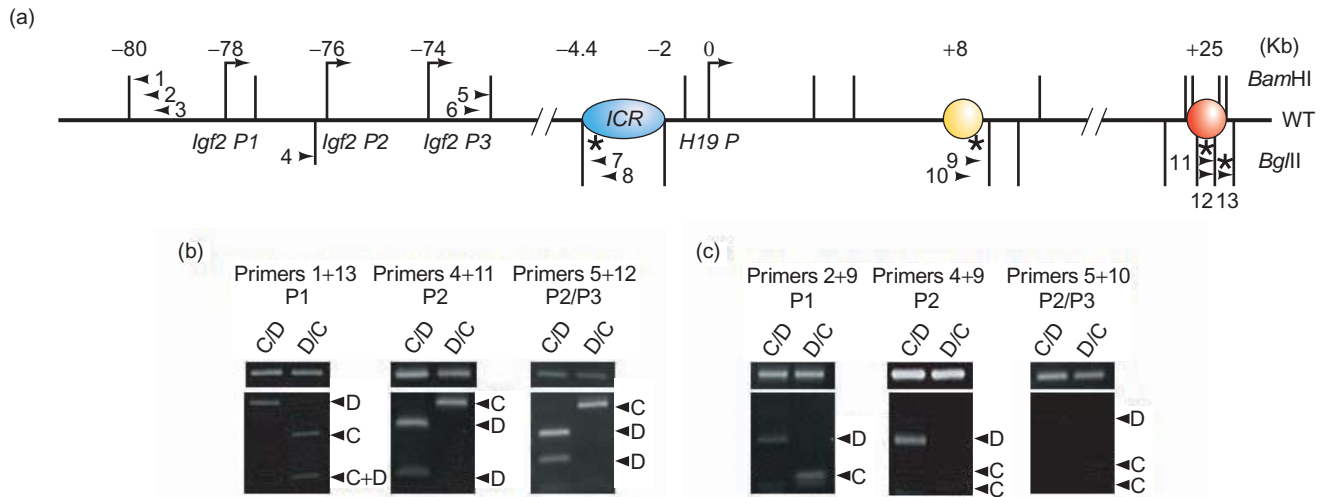 (a)
−80 −78 −76 −74 −4.4 −2 0 +8 +25 (Kb)
1 2 3 5 6 BamHI
ICR WT
Igf2 P1 Igf2 P2 Igf2 P3 H19 P
4 * 7 8 9 * 10 11 * * BglII
12 13
(b)
Primers 1+13 Primers 4+11 Primers 5+12
P1 P2 P2/P3
C/D D/C C/D D/C C/D D/C
D C C
C D D
C+D D D
(c)
Primers 2+9 Primers 4+9 Primers 5+10
P1 P2 P2/P3
C/D D/C C/D D/C C/D D/C
D D D
C C C
C C